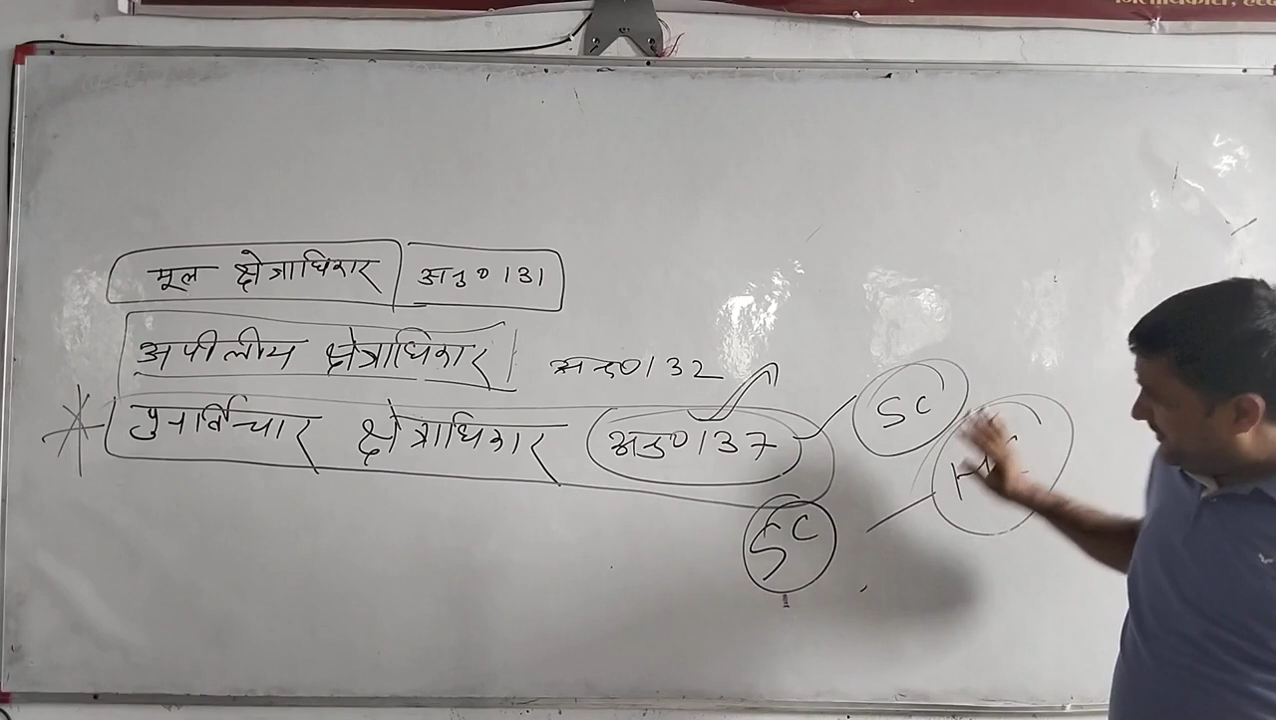 जिलाधिकारी,
मूल क्षेत्राधिकार अनु० 131
अपीलीय क्षेत्राधिकार अनु० 132
पुनर्विचार क्षेत्राधिकार अनु० 137 SC
SC